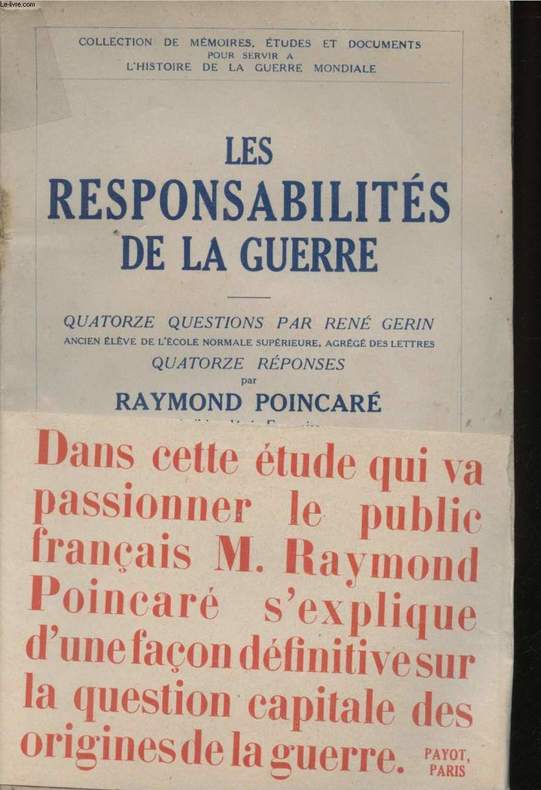 Le-livre.com
COLLECTION DE MÉMOIRES, ÉTUDES ET DOCUMENTS
POUR SERVIR A
L'HISTOIRE DE LA GUERRE MONDIALE
LES
RESPONSABILITÉS
DE LA GUERRE
QUATORZE QUESTIONS PAR RENÉ GERIN
ANCIEN ÉLÈVE DE L'ÉCOLE NORMALE SUPÉRIEURE, AGRÉGÉ DES LETTRES
QUATORZE RÉPONSES
par
RAYMOND POINCARÉ
Dans cette étude qui va
passionner le public
français M. Raymond
Poincaré s'explique
d'une façon définitive sur
la question capitale des
origines de la guerre.
PAYOT,
PARIS